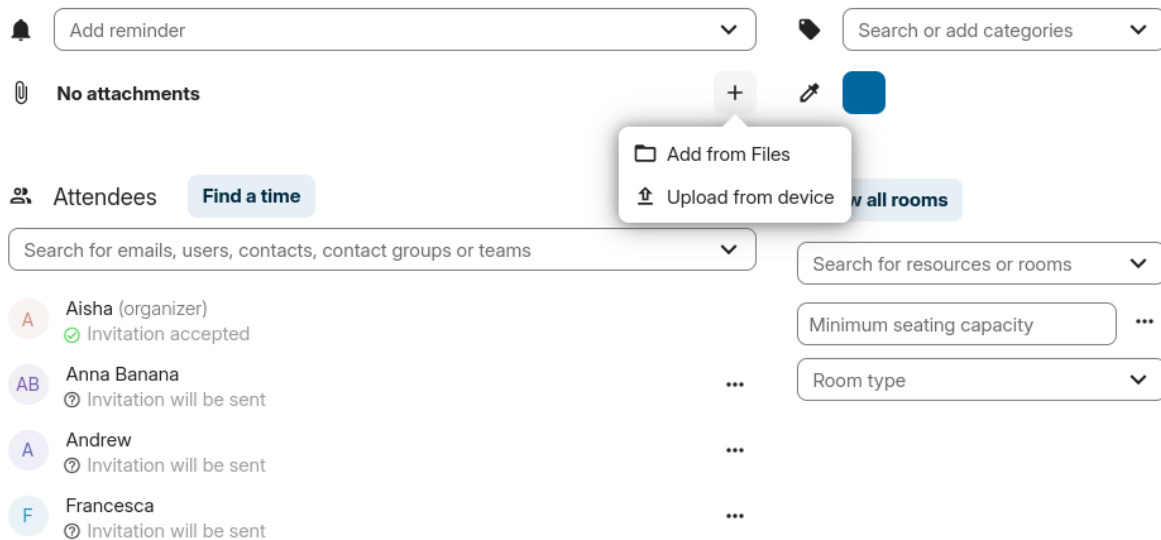 Add reminder
Search or add categories
No attachments
Add from Files
Upload from device
Attendees
Find a time
all rooms
Search for emails, users, contacts, contact groups or teams
Search for resources or rooms
Aisha (organizer)
Invitation accepted
Minimum seating capacity
Anna Banana
Invitation will be sent
Room type
Andrew
Invitation will be sent
Francesca
Invitation will be sent
A
AB
A
F